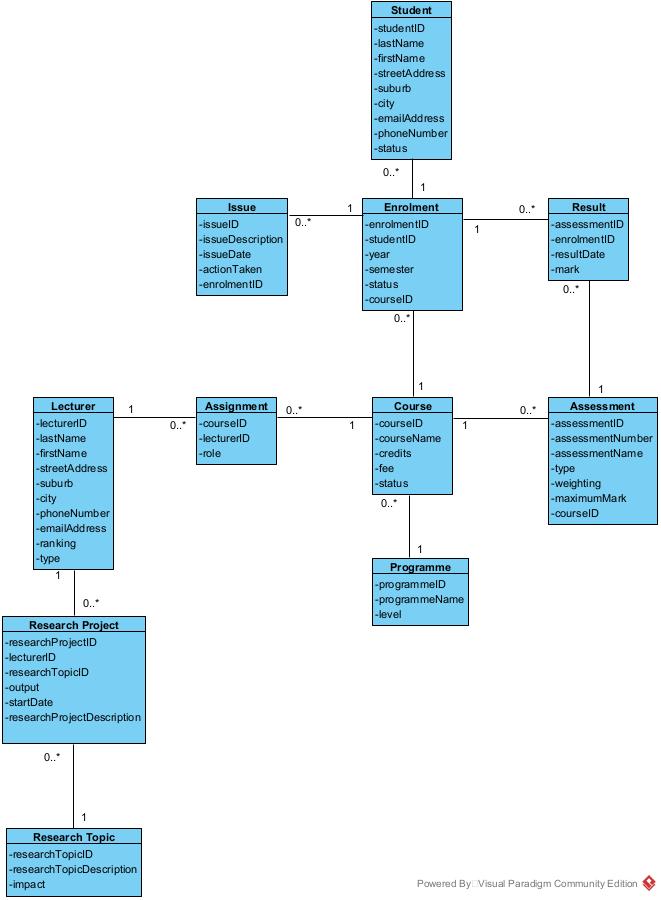 Student
-studentID
-lastName
-firstName
-streetAddress
-suburb
-city
-emailAddress
-phoneNumber
-status
0..*
1
Issue
-issueID
-issueDescription
-issueDate
-actionTaken
-enrolmentID
0..*
1
Enrolment
-enrolmentID
-studentID
-year
-semester
-status
-courseID
1
0..*
Result
-assessmentID
-enrolmentID
-resultDate
-mark
0..*
1
0..*
1
Lecturer
-lecturerID
-lastName
-firstName
-streetAddress
-suburb
-city
-phoneNumber
-emailAddress
-ranking
-type
1
0..*
Assignment
-courseID
-lecturerID
-role
0..*
1
Course
-courseID
-courseName
-credits
-fee
-status
1
0..*
Assessment
-assessmentID
-assessmentNumber
-assessmentName
-type
-weighting
-maximumMark
-courseID
0..*
1
Programme
-programmeID
-programmeName
-level
1
0..*
Research Project
-researchProjectID
-lecturerID
-researchTopicID
-output
-startDate
-researchProjectDescription
0..*
1
Research Topic
-researchTopicID
-researchTopicDescription
-impact
Powered By Visual Paradigm Community Edition